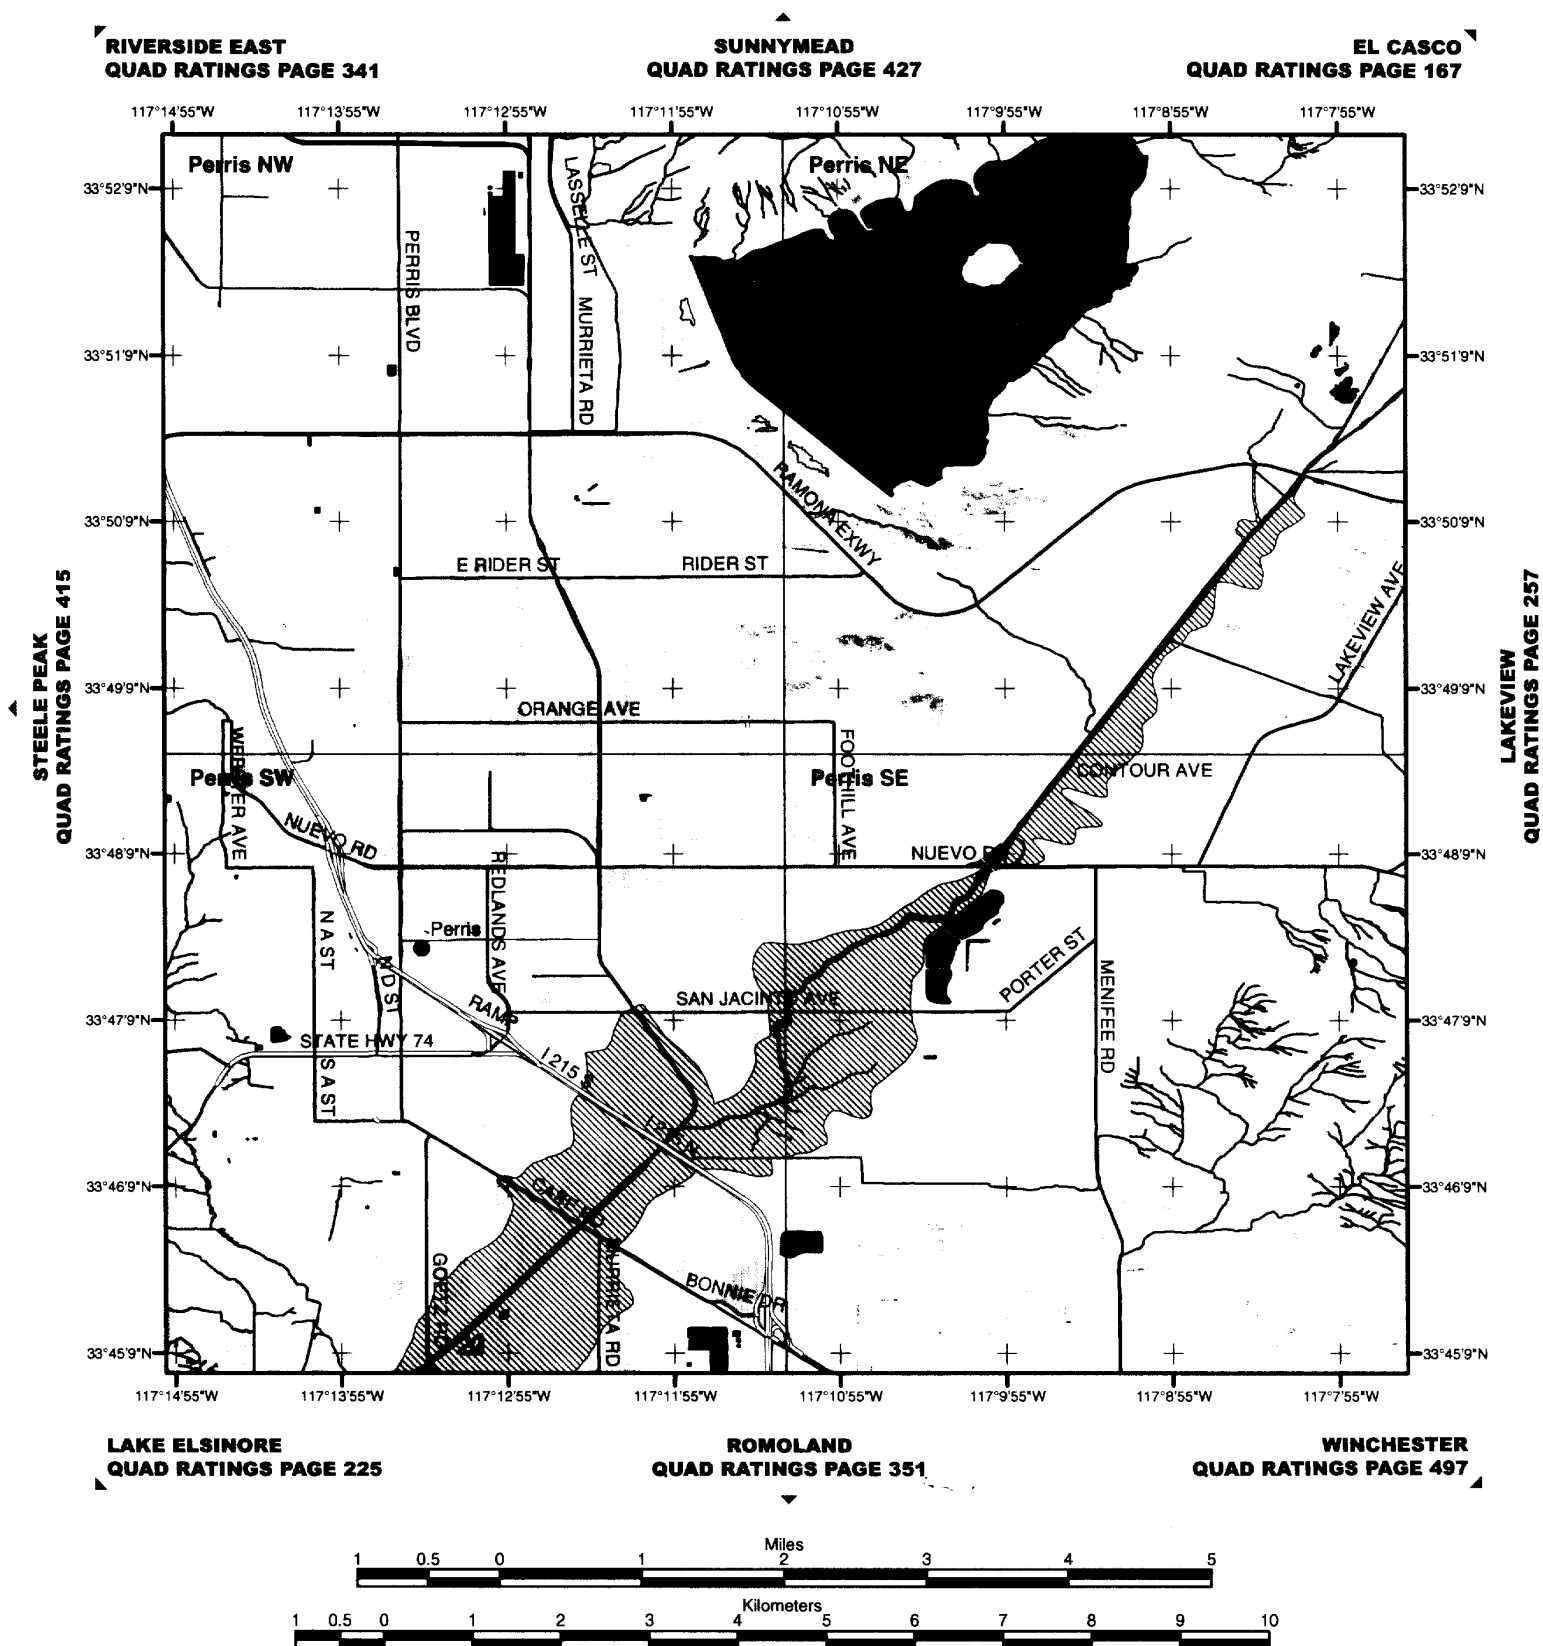 RIVERSIDE EAST
QUAD RATINGS PAGE 341
SUNNYMEAD
QUAD RATINGS PAGE 427
EL CASCO
QUAD RATINGS PAGE 167
117°14'55"W
117°13'55"W
117°12'55"W
117°11'55"W
117°10'55"W
117°9'55"W
117°8'55"W
117°7'55"W
Perris NW
Perris NE
33°52'9"N
33°52'9"N
LASSELLE ST
PERRIS BLVD
MURRIETA RD
33°51'9"N
33°51'9"N
RAMONA EXWY
33°50'9"N
33°50'9"N
E RIDER ST
RIDER ST
LAKEVIEW AVE
STEELE PEAK
QUAD RATINGS PAGE 415
LAKEVIEW
QUAD RATINGS PAGE 257
33°49'9"N
33°49'9"N
ORANGE AVE
FOOTHILL AVE
WEBSTER AVE
Perris SW
Perris SE
CONTOUR AVE
NUEVO RD
33°48'9"N
33°48'9"N
NUEVO RD
REDLANDS AVE
N A ST
Perris
N D ST
PORTER ST
MENIFEE RD
SAN JACINTO AVE
RAMP
33°47'9"N
33°47'9"N
STATE HWY 74
I 215 S
S A ST
I 215 N
33°46'9"N
33°46'9"N
CASE RD
GOETZ RD
MURRIETA RD
BONNIE DR
33°45'9"N
33°45'9"N
117°14'55"W
117°13'55"W
117°12'55"W
117°11'55"W
117°10'55"W
117°9'55"W
117°8'55"W
117°7'55"W
LAKE ELSINORE
QUAD RATINGS PAGE 225
ROMOLAND
QUAD RATINGS PAGE 351
WINCHESTER
QUAD RATINGS PAGE 497
Miles
1 0.5 0 1 2 3 4 5
Kilometers
1 0.5 0 1 2 3 4 5 6 7 8 9 10